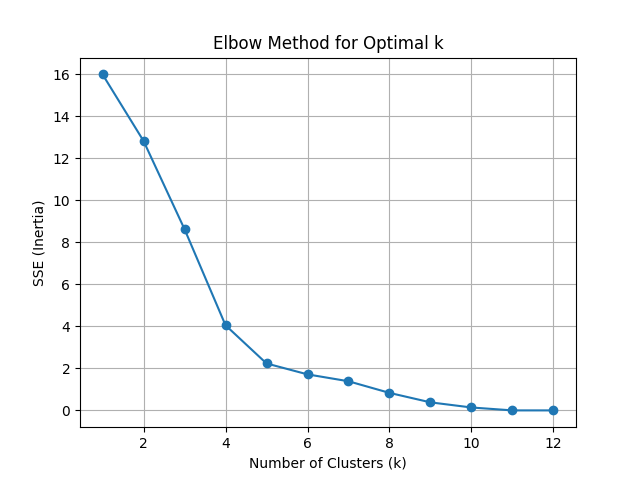 Elbow Method for Optimal k
16
14
12
10
8
6
4
2
0
SSE (Inertia)
2 4 6 8 10 12
Number of Clusters (k)